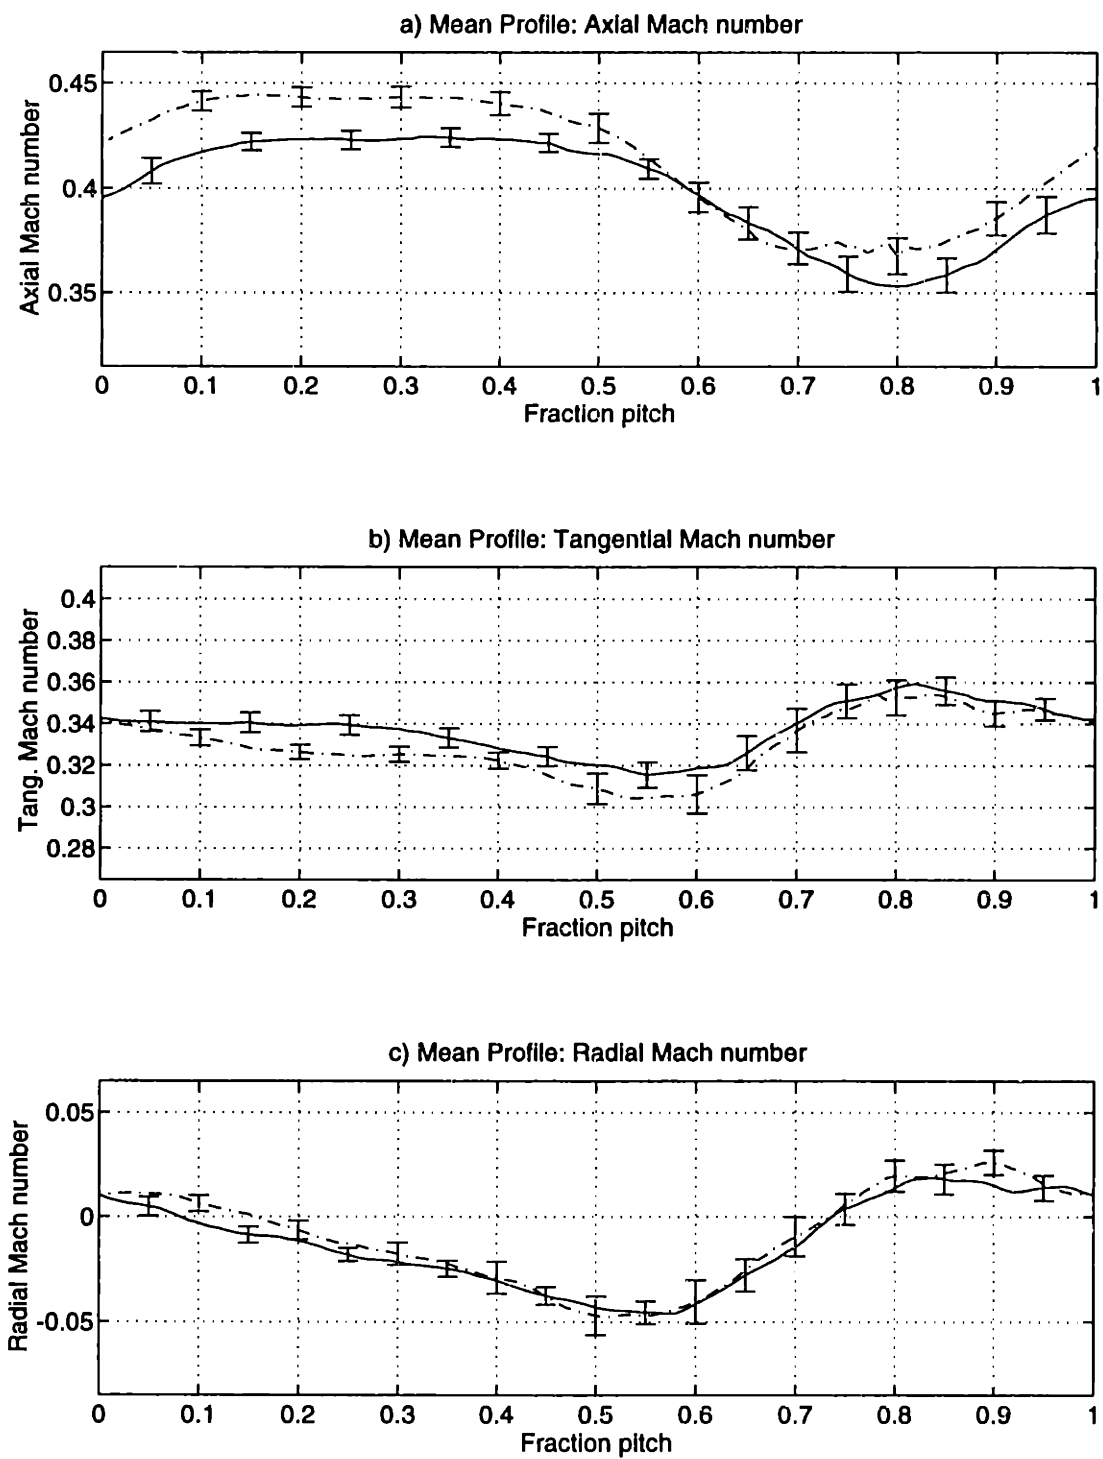 a) Mean Profile: Axial Mach number
Axial Mach number
0.45
0.4
0.35
0 0.1 0.2 0.3 0.4 0.5 0.6 0.7 0.8 0.9 1
Fraction pitch
b) Mean Profile: Tangential Mach number
Tang. Mach number
0.4
0.38
0.36
0.34
0.32
0.3
0.28
0 0.1 0.2 0.3 0.4 0.5 0.6 0.7 0.8 0.9 1
Fraction pitch
c) Mean Profile: Radial Mach number
Radial Mach number
0.05
0
-0.05
0 0.1 0.2 0.3 0.4 0.5 0.6 0.7 0.8 0.9 1
Fraction pitch